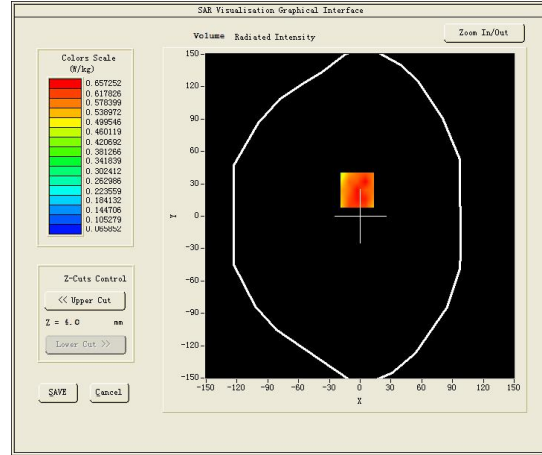 SAR Visualisation Graphical Interface
Volume Radiated Intensity
Zoom In/Out
Colors Scale
(W/kg)
0.657252
0.617826
0.578399
0.538972
0.499546
0.460119
0.420692
0.381266
0.341839
0.302412
0.262986
0.223559
0.184132
0.144706
0.105279
0.065852
Z-Cuts Control
<< Upper Cut
Z = 4.0 mm
Lower Cut >>
SAVE Cancel
150
120
90
60
30
0
-30
-60
-90
-120
-150
Y
-150 -120 -90 -60 -30 0 30 60 90 120 150
X